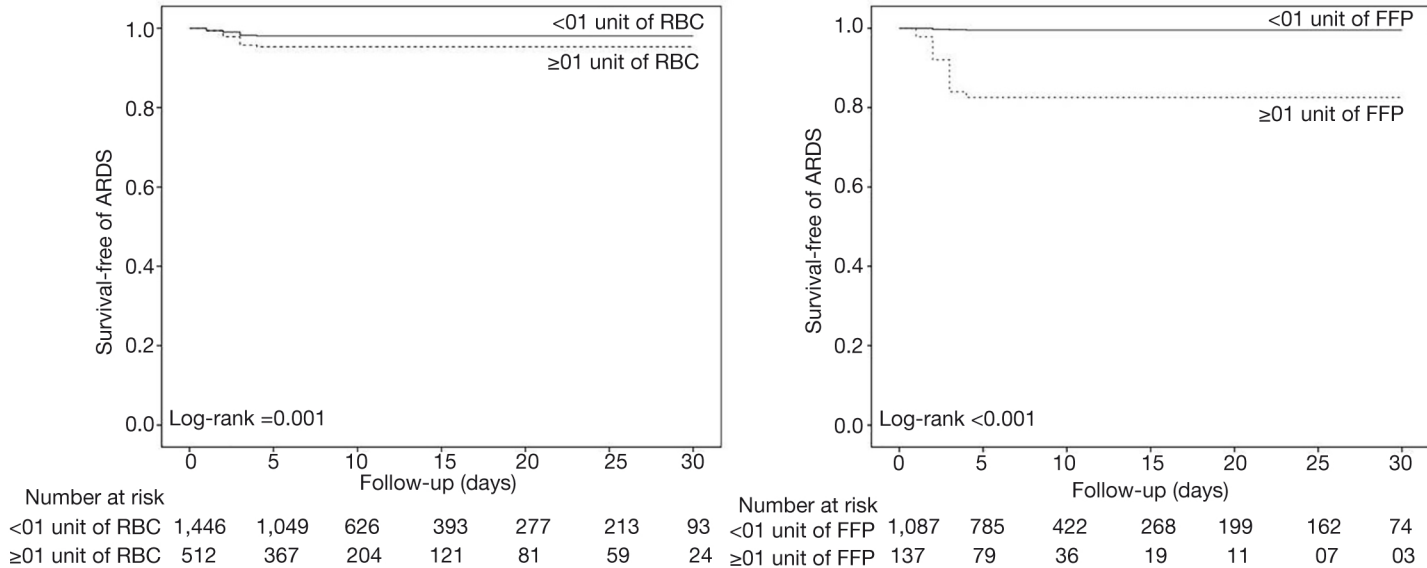 1.0
0.8
0.6
0.4
0.2
0.0
Survival-free of ARDS
<01 unit of RBC
≥01 unit of RBC
Log-rank =0.001
0 5 10 15 20 25 30
Follow-up (days)
Number at risk
<01 unit of RBC 1,446 1,049 626 393 277 213 93
≥01 unit of RBC 512 367 204 121 81 59 24
1.0
0.8
0.6
0.4
0.2
0.0
Survival-free of ARDS
<01 unit of FFP
≥01 unit of FFP
Log-rank <0.001
0 5 10 15 20 25 30
Follow-up (days)
Number at risk
<01 unit of FFP 1,087 785 422 268 199 162 74
≥01 unit of FFP 137 79 36 19 11 07 03